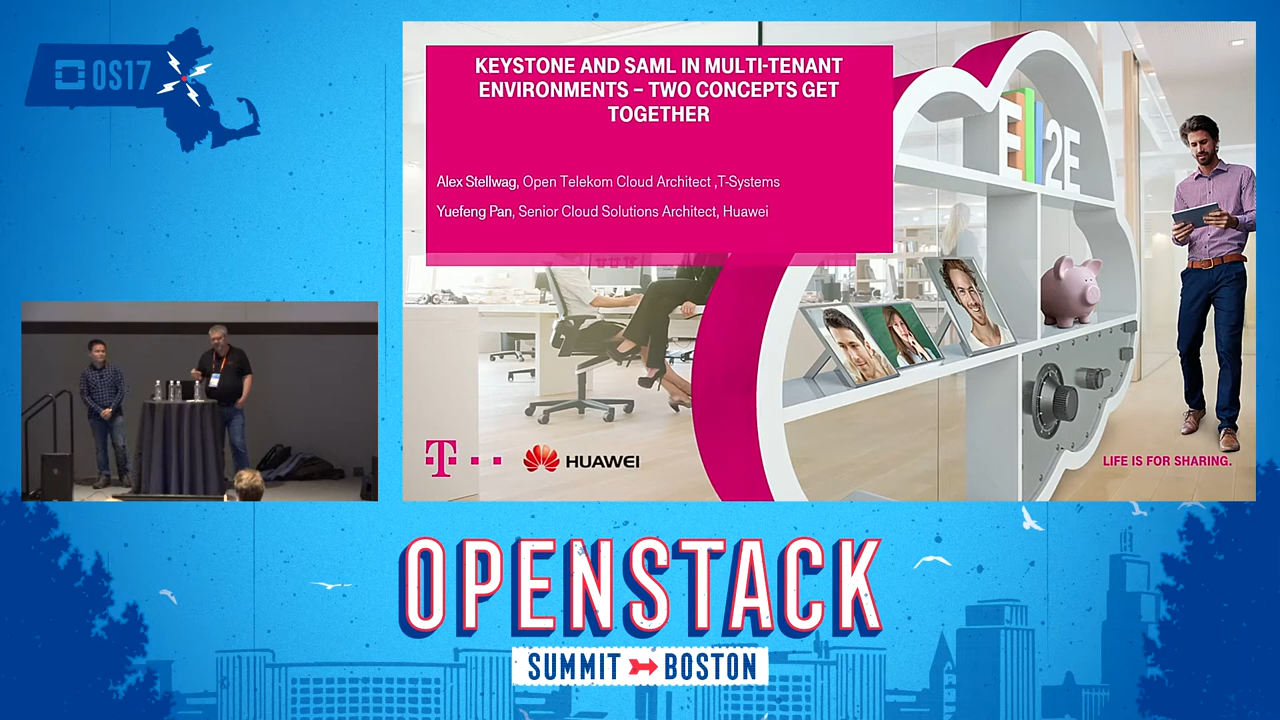 OS17
KEYSTONE AND SAML IN MULTI-TENANT
ENVIRONMENTS – TWO CONCEPTS GET
TOGETHER
Alex Stellwag, Open Telekom Cloud Architect ,T-Systems
Yuefeng Pan, Senior Cloud Solutions Architect, Huawei
T
HUAWEI
LIFE IS FOR SHARING.
OPENSTACK
SUMMIT BOSTON